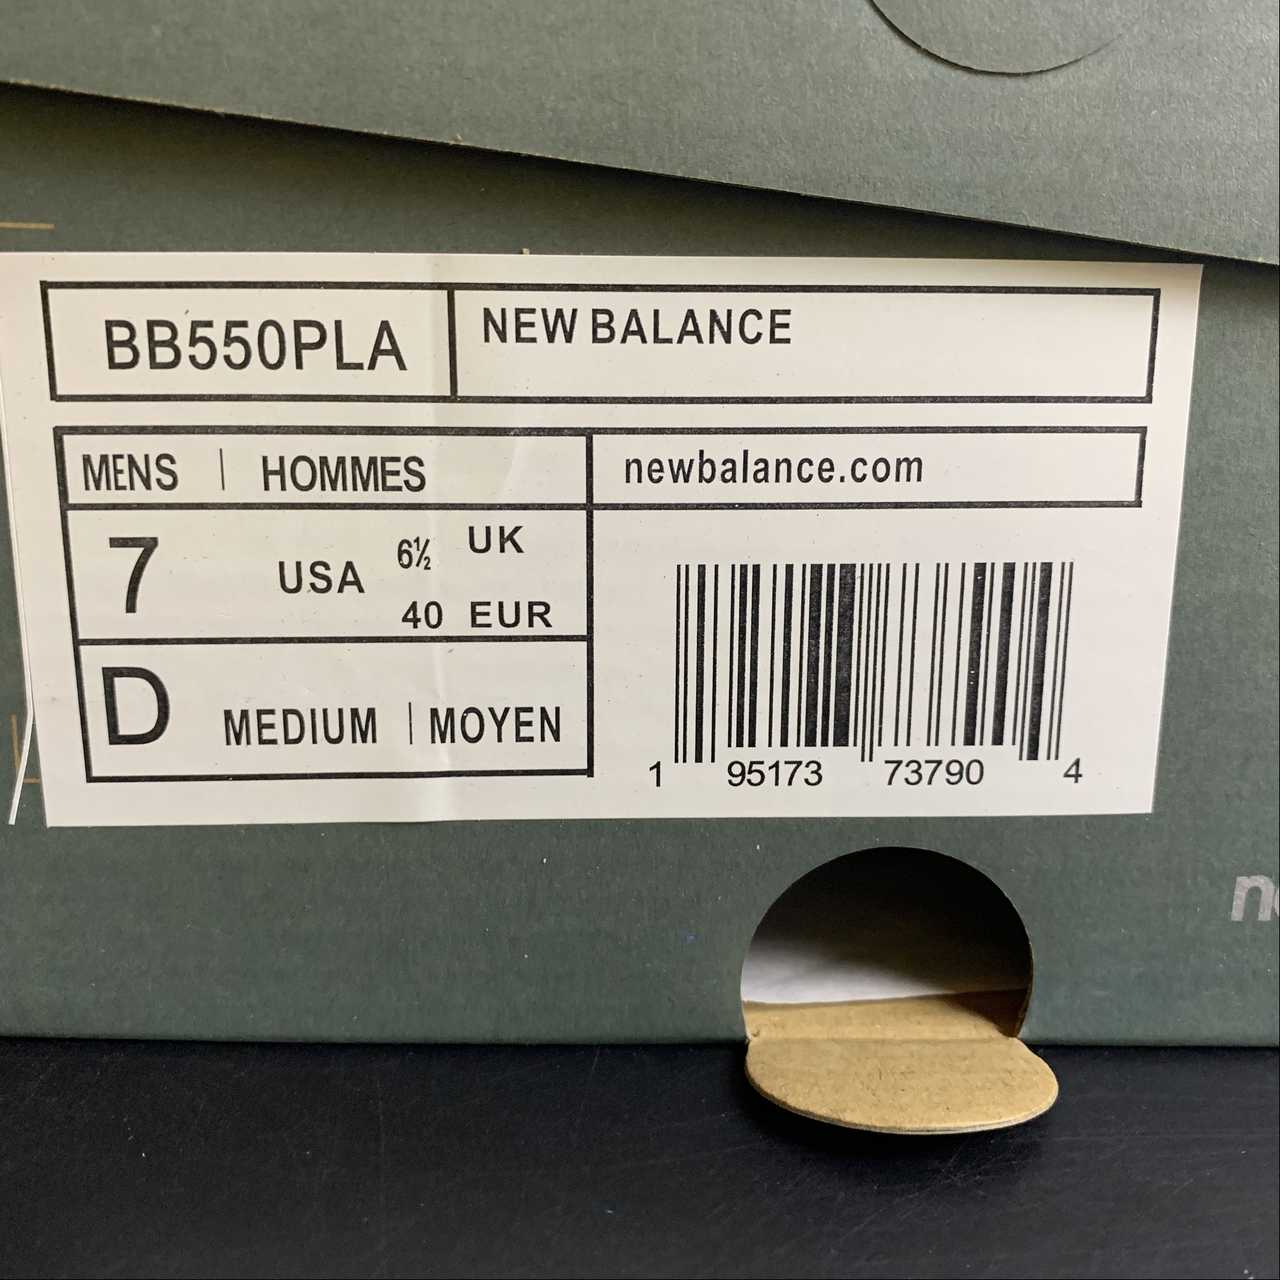 BB550PLA
NEW BALANCE
MENS | HOMMES
newbalance.com
7 USA 6½ UK
40 EUR
D MEDIUM | MOYEN
1 95173 73790 4